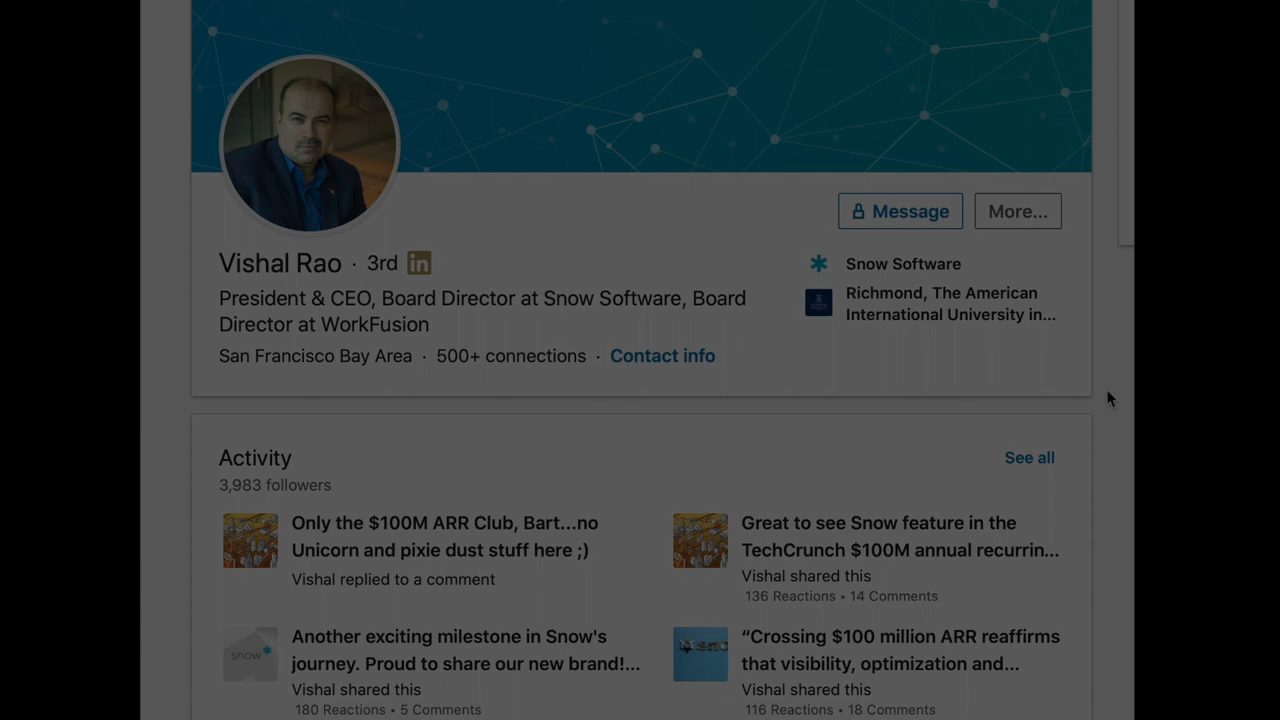 Message
More...
Vishal Rao · 3rd in
Snow Software
President & CEO, Board Director at Snow Software, Board
Director at WorkFusion
Richmond, The American
International University in...
San Francisco Bay Area · 500+ connections · Contact info
Activity
See all
3,983 followers
Only the $100M ARR Club, Bart...no
Unicorn and pixie dust stuff here ;)
Vishal replied to a comment
Great to see Snow feature in the
TechCrunch $100M annual recurrin...
Vishal shared this
136 Reactions • 14 Comments
snow
Another exciting milestone in Snow's
journey. Proud to share our new brand!...
Vishal shared this
180 Reactions • 5 Comments
“Crossing $100 million ARR reaffirms
that visibility, optimization and...
Vishal shared this
116 Reactions • 18 Comments